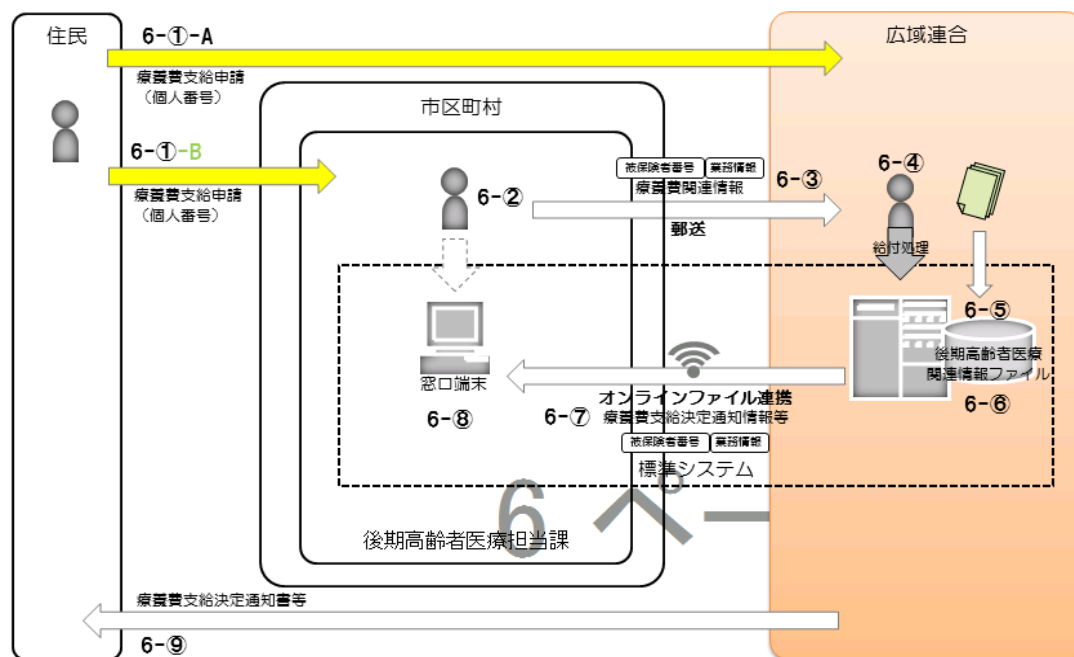 住民
6-①-A
広域連合
療養費支給申請
（個人番号）
市区町村
6-①-B
療養費支給申請
（個人番号）
被保険者番号 業務情報
療養費関連情報
6-②
6-③
6-④
郵送
給付処理
6-⑤
後期高齢者医療
関連情報ファイル
6-⑥
窓口端末
6-⑧
6-⑦
オンラインファイル連携
療養費支給決定通知情報等
被保険者番号 業務情報
標準システム
6 ペー
後期高齢者医療担当課
療養費支給決定通知書等
6-⑨